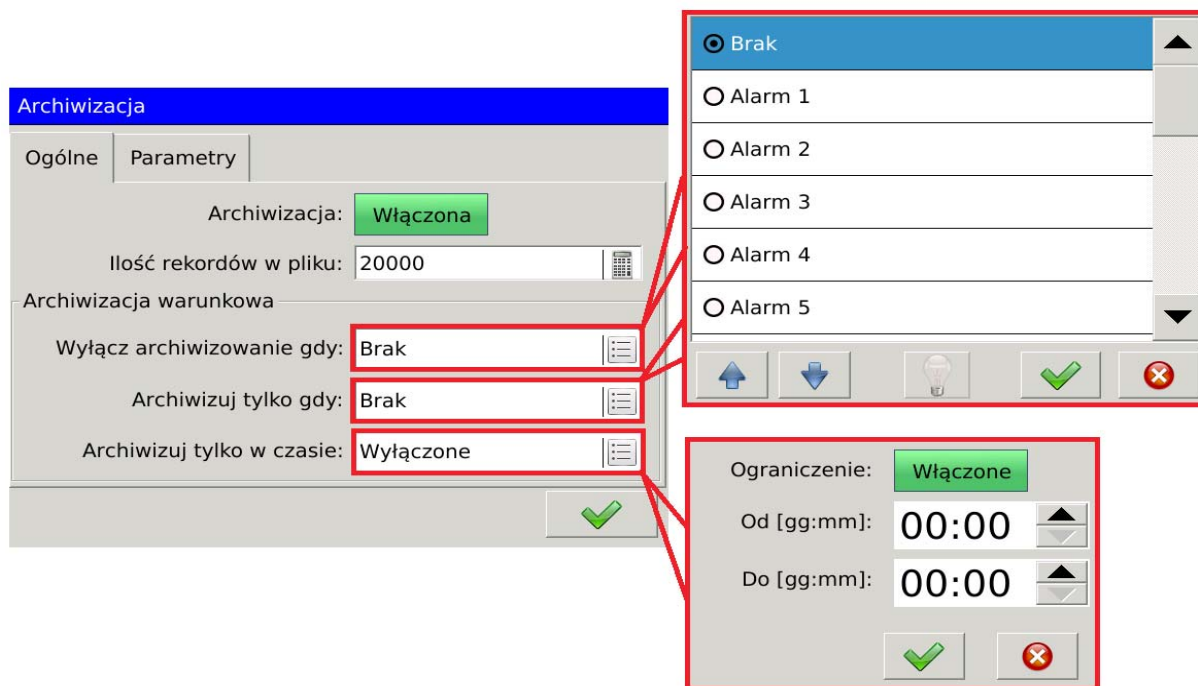 Archiwizacja
Ogólne Parametry
Archiwizacja: Włączona
Ilość rekordów w pliku: 20000
Archiwizacja warunkowa
Wyłącz archiwizowanie gdy: Brak
Archiwizuj tylko gdy: Brak
Archiwizuj tylko w czasie: Wyłączone
Brak
Alarm 1
Alarm 2
Alarm 3
Alarm 4
Alarm 5
Ograniczenie: Włączone
Od [gg:mm]: 00:00
Do [gg:mm]: 00:00